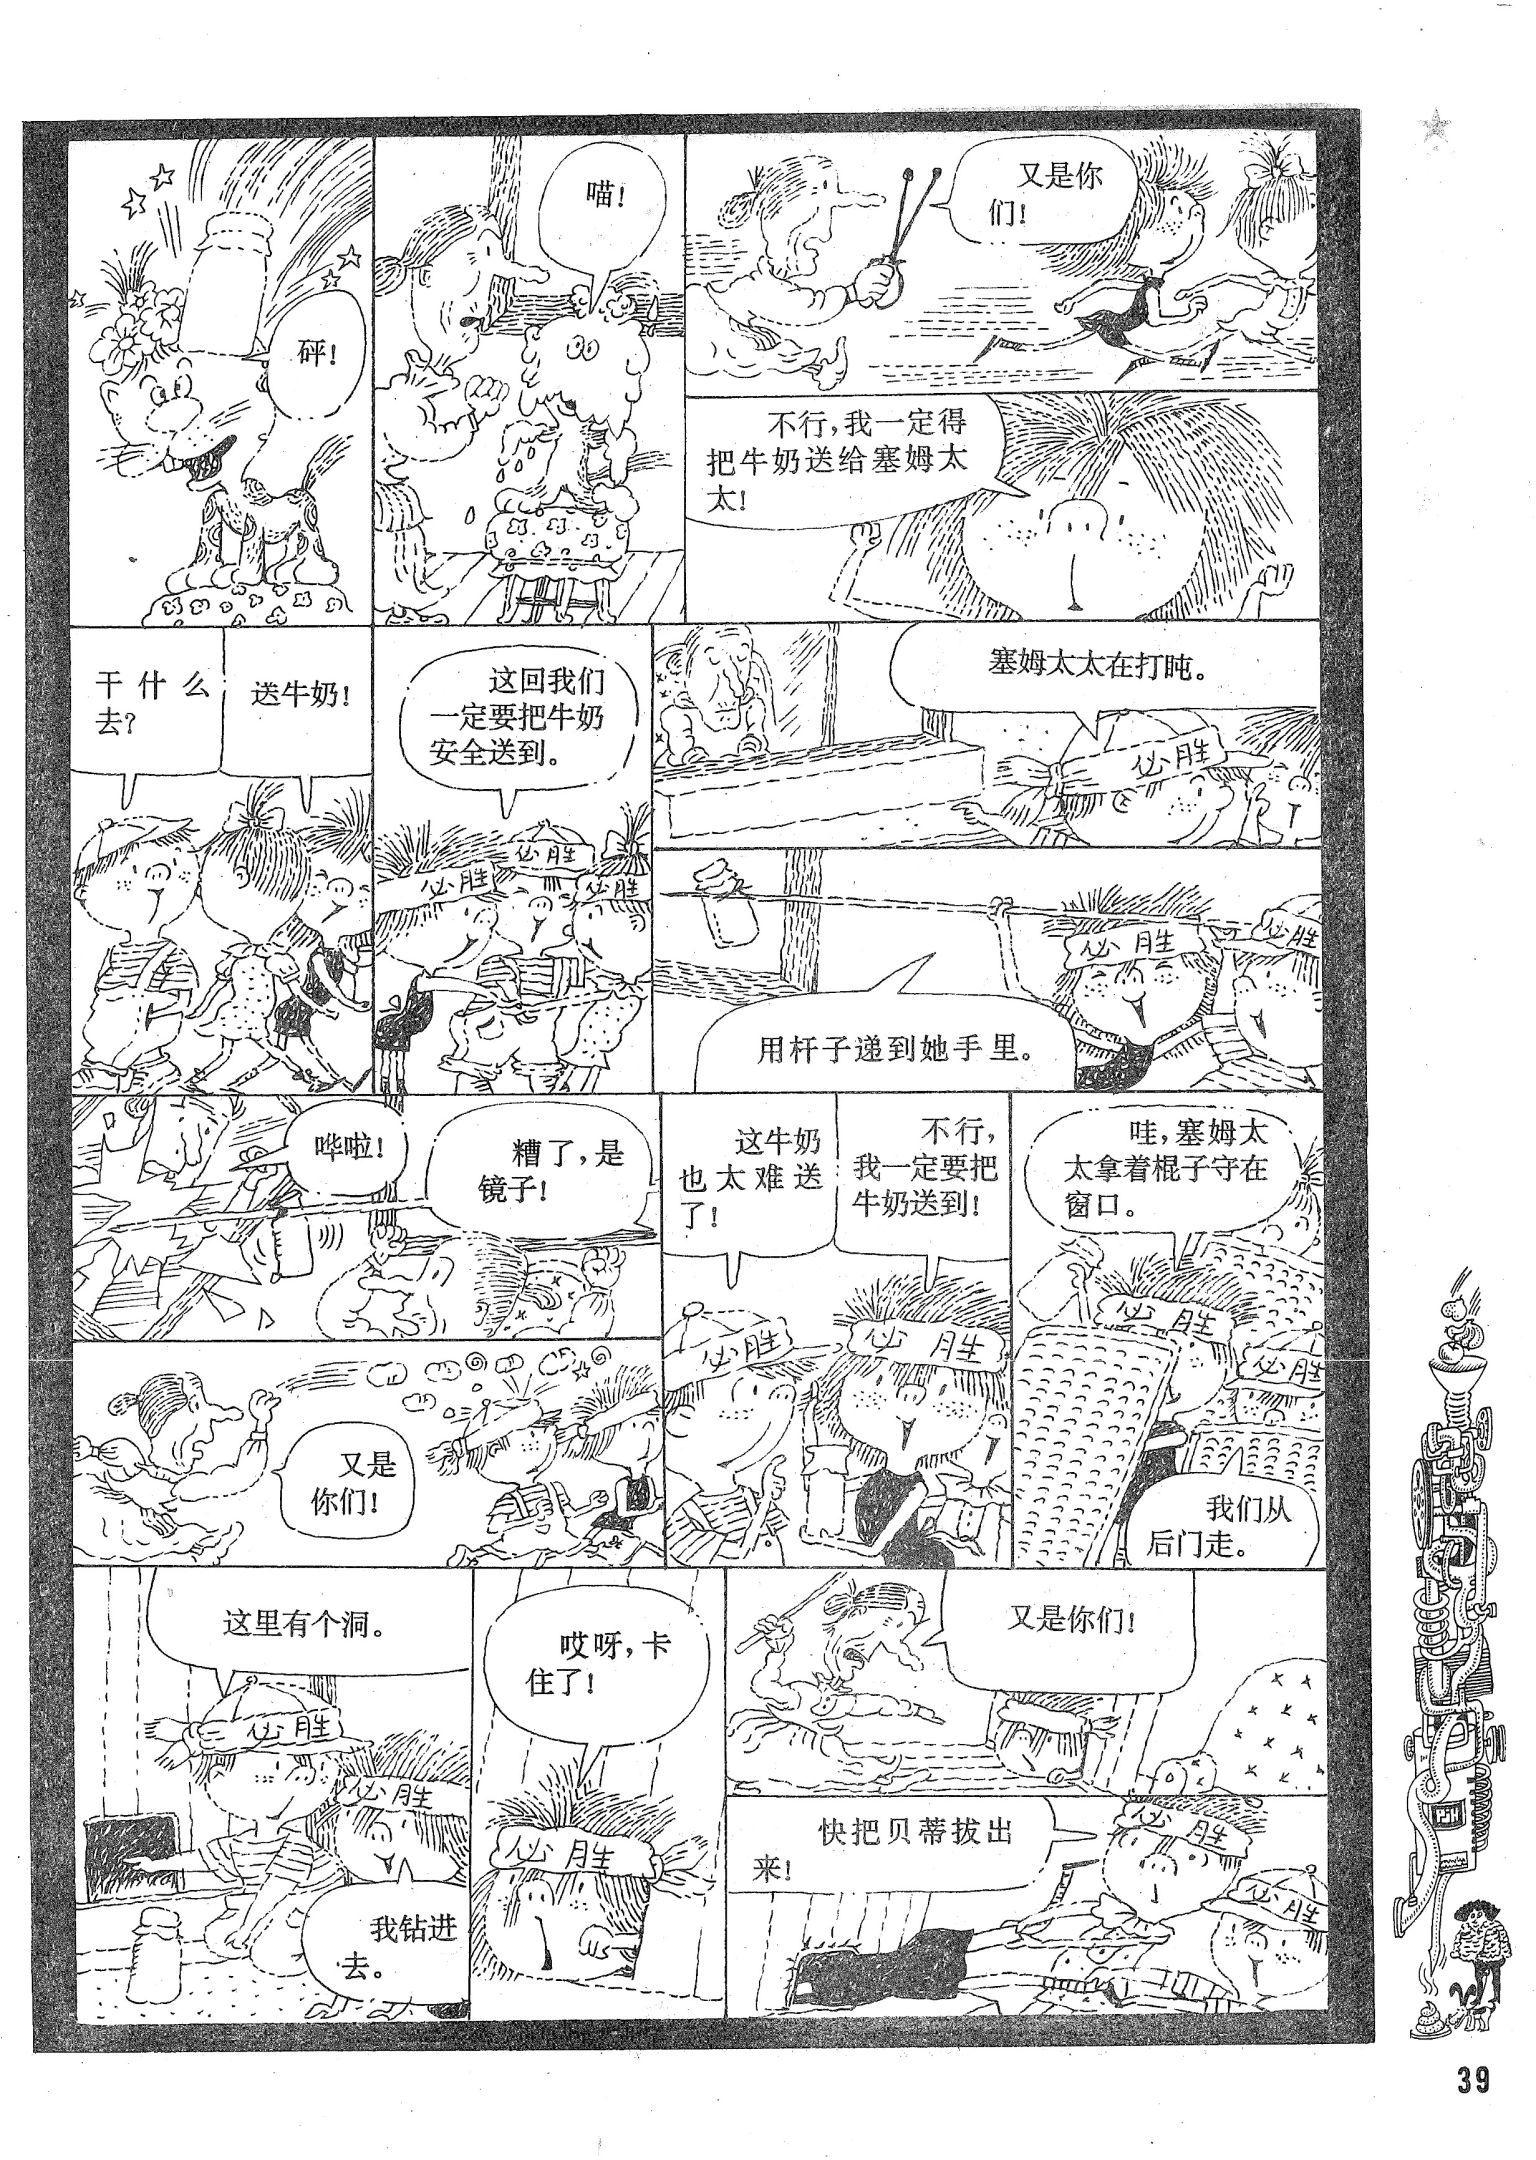 砰！
喵！
又是你
们！
不行，我一定得
把牛奶送给塞姆太
太！
干什么
去？
送牛奶！
这回我们
一定要把牛奶
安全送到。
必胜
必胜
必胜
塞姆太太在打盹。
必胜
必胜
必胜
用杆子递到她手里。
哗啦！
糟了，是
镜子！
又是
你们！
这牛奶
也太难送
了！
不行，
我一定要把
牛奶送到！
必胜
必胜
哇，塞姆太
太拿着棍子守在
窗口。
必胜
必胜
我们从
后门走。
这里有个洞。
必胜
必胜
我钻进
去。
哎呀，卡
住了！
必胜
又是你们！
快把贝蒂拔出
来！
必胜
必胜
39